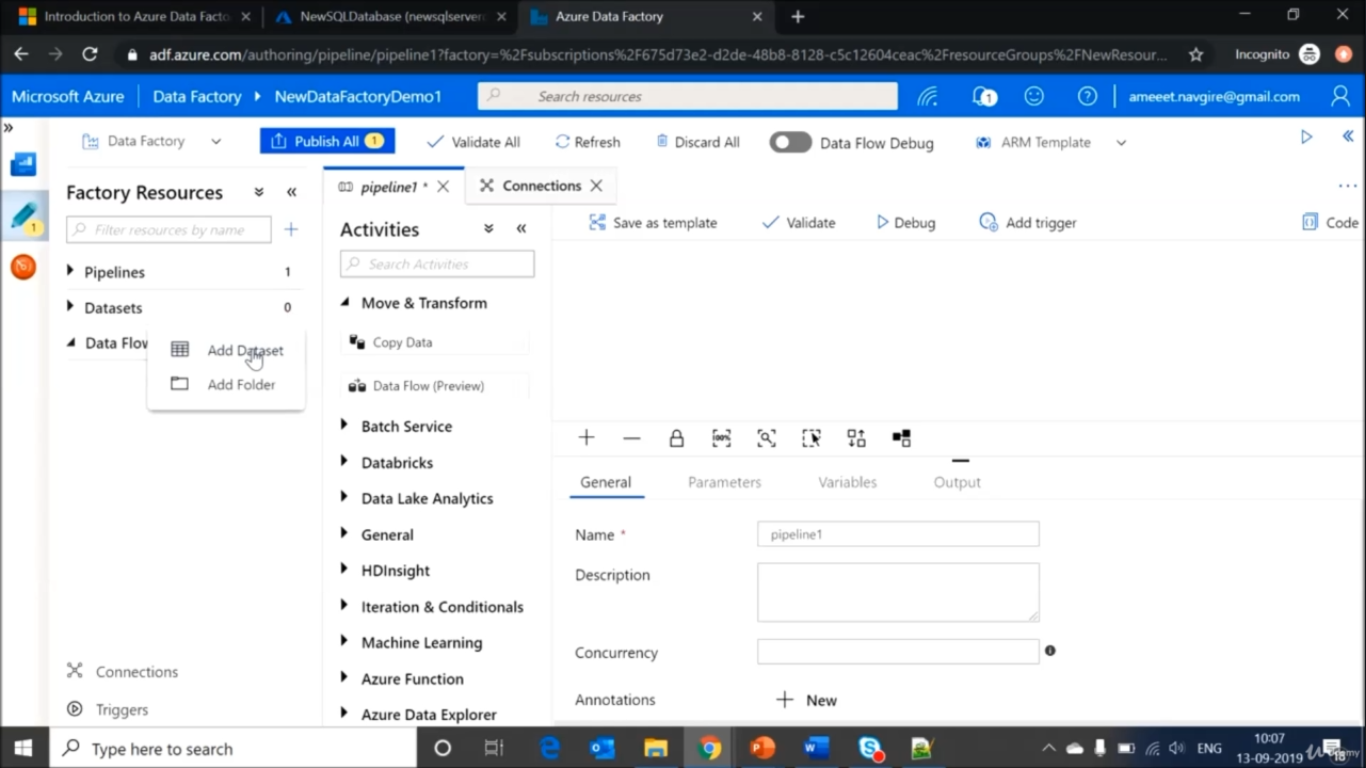 Introduction to Azure Data Facto
NewSQLDatabase (newsqlserver
Azure Data Factory
adf.azure.com/authoring/pipeline/pipeline1?factory=%2Fsubscriptions%2F675d73e2-d2de-48b8-8128-c5c12604ceac%2FresourceGroups%2FNewResour...
Incognito
Microsoft Azure
Data Factory
NewDataFactoryDemo1
Search resources
1
ameeet.navgire@gmail.com
Data Factory
Publish All 1
Validate All
Refresh
Discard All
Data Flow Debug
ARM Template
Factory Resources
pipeline1 *
Connections
1
Filter resources by name
Activities
Save as template
Validate
Debug
Add trigger
Code
Search Activities
Pipelines 1
Datasets 0
Data Flow
Add Dataset
Add Folder
Move & Transform
Copy Data
Data Flow (Preview)
Batch Service
Databricks
Data Lake Analytics
General
HDInsight
Iteration & Conditionals
Machine Learning
Azure Function
Azure Data Explorer
100%
General
Parameters
Variables
Output
Name *
pipeline1
Description
Concurrency
Annotations
New
Connections
Triggers
Type here to search
ENG
10:07
13-09-2019
18